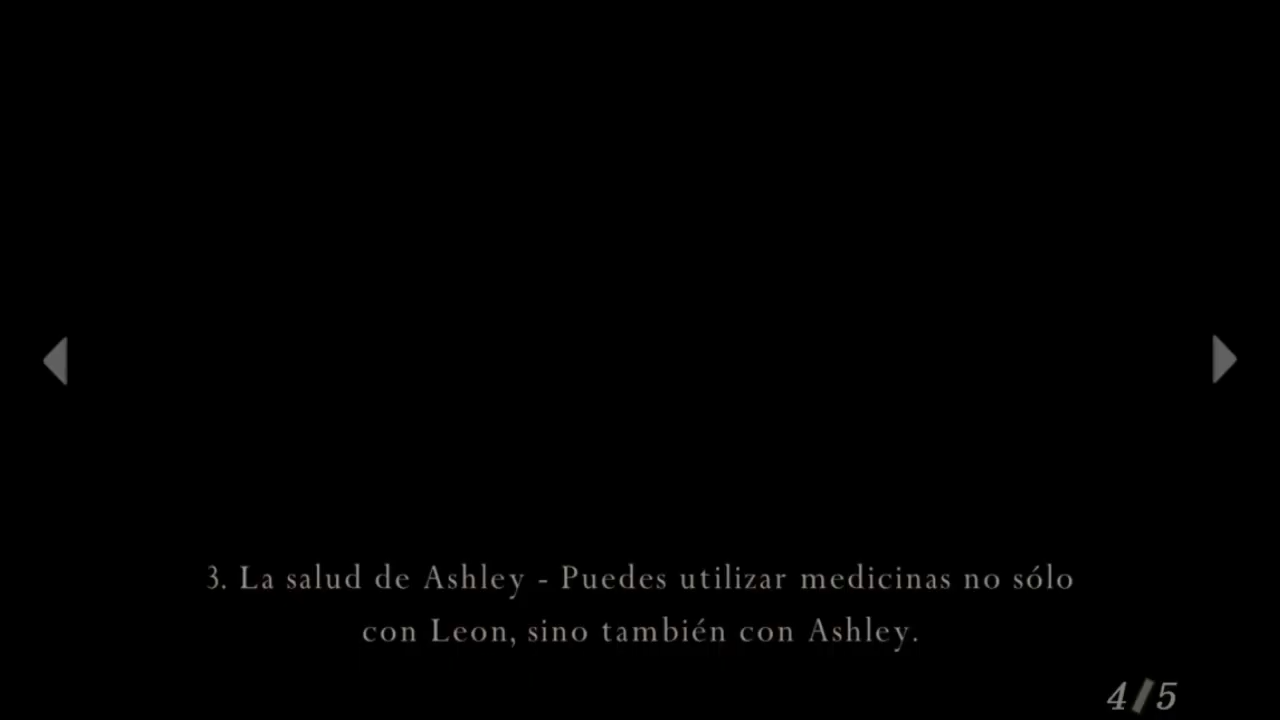 3. La salud de Ashley - Puedes utilizar medicinas no sólo
con Leon, sino también con Ashley.
4/5